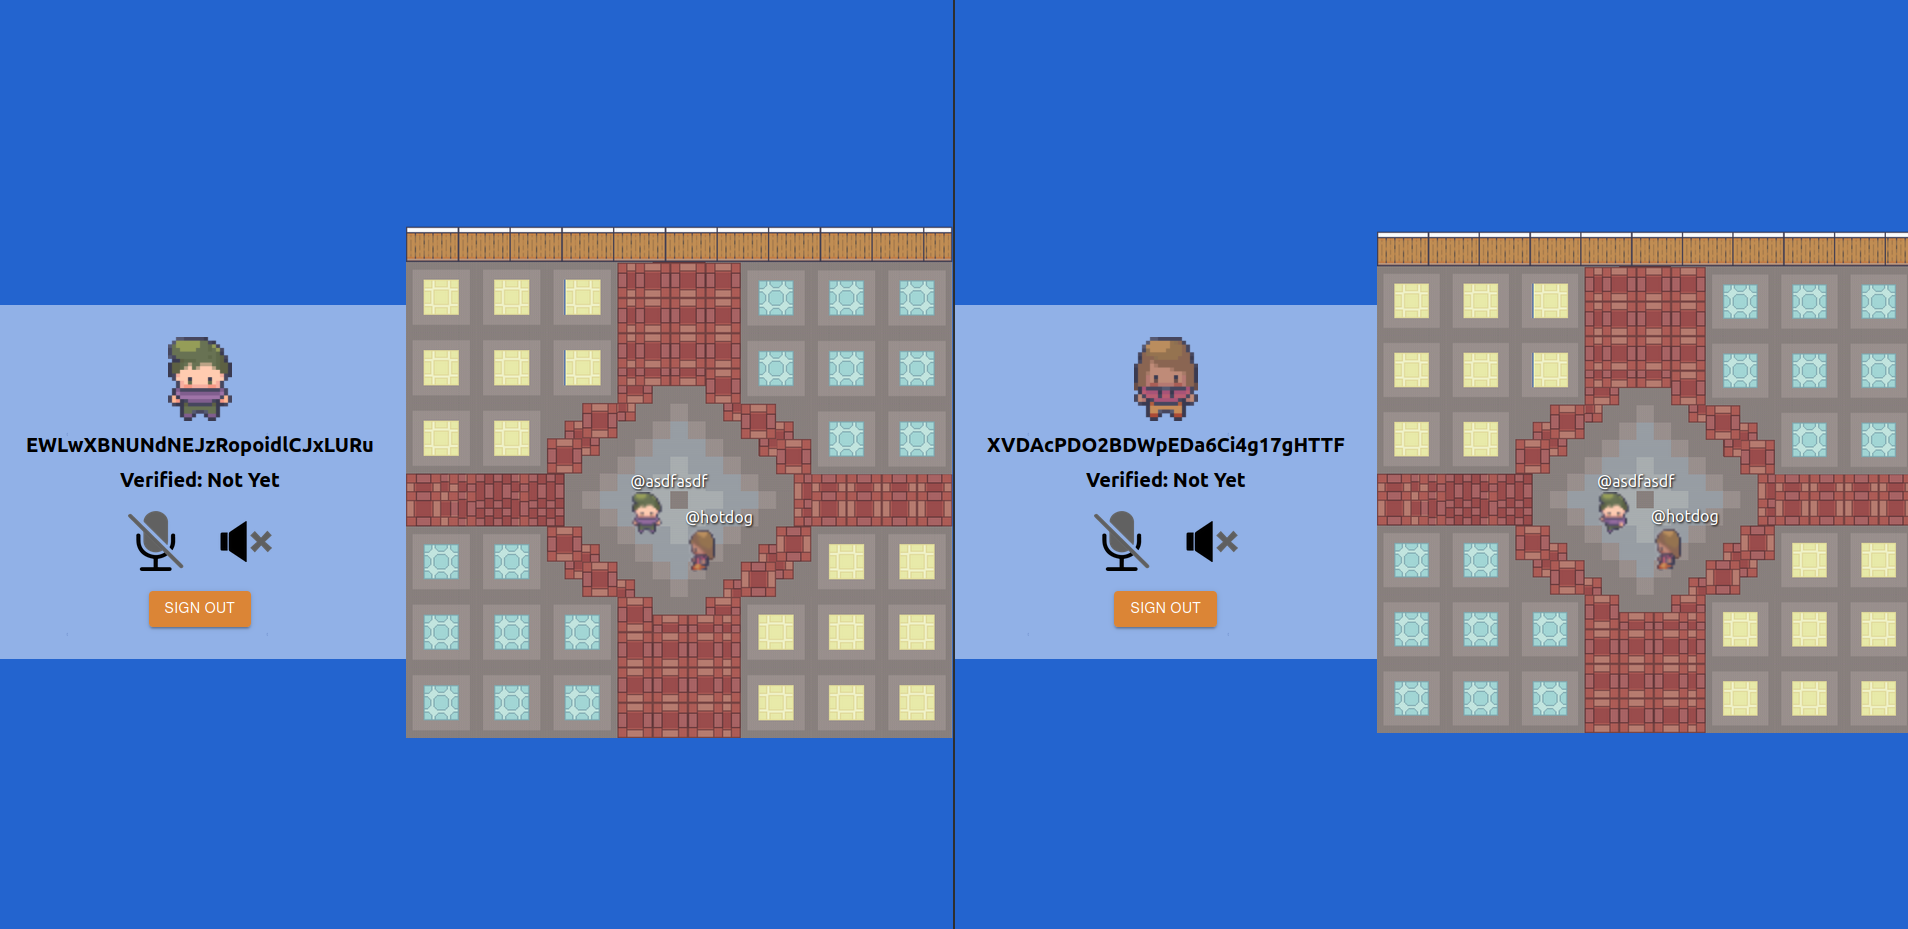 EWLwXBNUNdNEJzRopoidlCJxLURu
Verified: Not Yet
SIGN OUT
@asdfasdf
@hotdog
XVDAcPDO2BDWpEDa6Ci4g17gHTTF
Verified: Not Yet
SIGN OUT
@asdfasdf
@hotdog